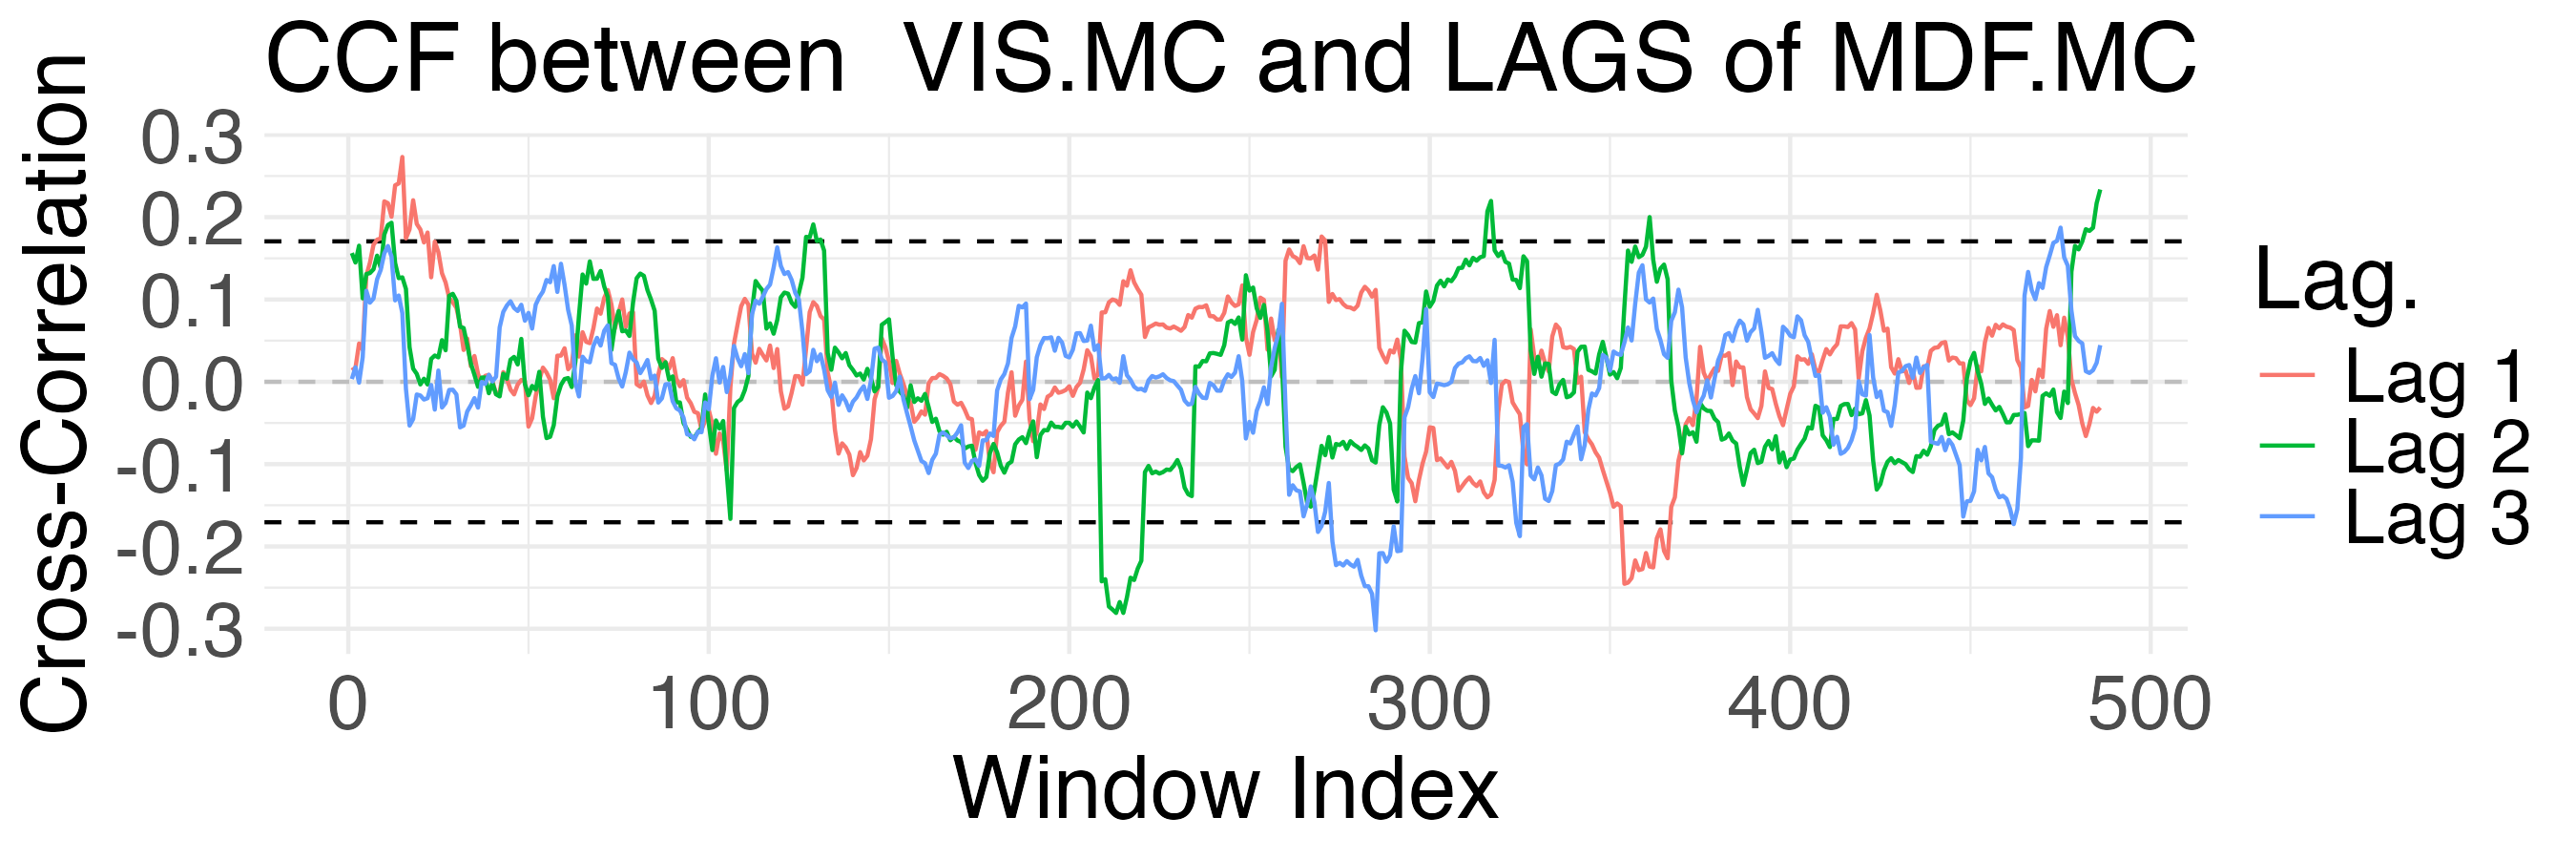 CCF between  VIS.MC and LAGS of MDF.MC
Cross-Correlation
0.3
0.2
0.1
0.0
-0.1
-0.2
-0.3
0 100 200 300 400 500
Window Index
Lag.
Lag 1
Lag 2
Lag 3